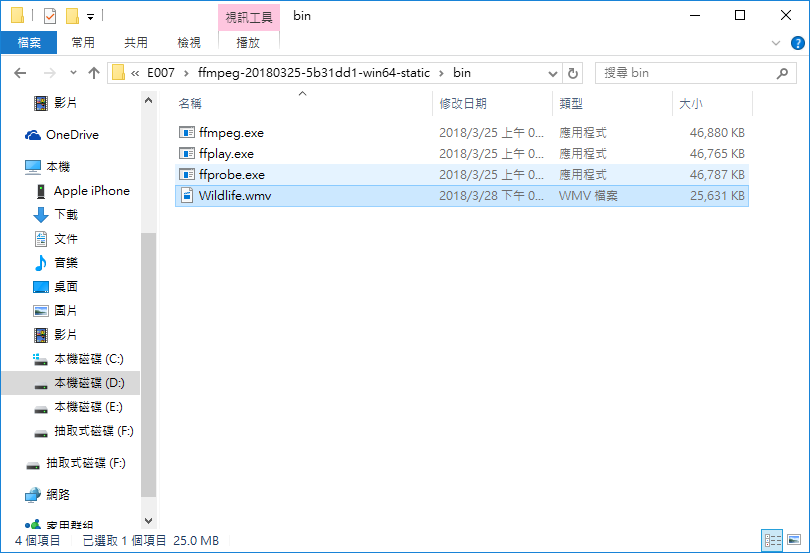 視訊工具 bin
檔案 常用 共用 檢視 播放
« E007 › ffmpeg-20180325-5b31dd1-win64-static › bin 搜尋 bin
名稱 修改日期 類型 大小
ffmpeg.exe 2018/3/25 上午 0... 應用程式 46,880 KB
ffplay.exe 2018/3/25 上午 0... 應用程式 46,765 KB
ffprobe.exe 2018/3/25 上午 0... 應用程式 46,787 KB
Wildlife.wmv 2018/3/28 下午 0... WMV 檔案 25,631 KB
影片
OneDrive
本機
Apple iPhone
下載
文件
音樂
桌面
圖片
影片
本機磁碟 (C:)
本機磁碟 (D:)
本機磁碟 (E:)
抽取式磁碟 (F:)
抽取式磁碟 (F:)
網路
家用群組
4 個項目 已選取 1 個項目 25.0 MB